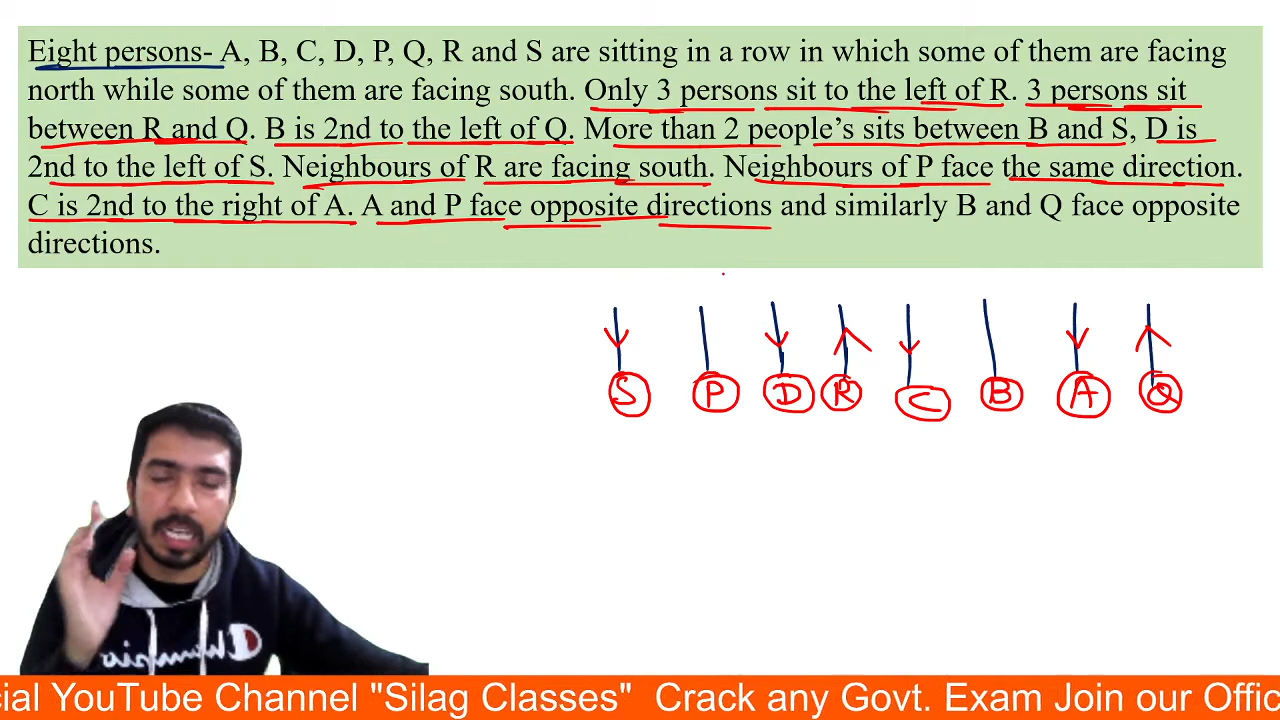 Eight persons- A, B, C, D, P, Q, R and S are sitting in a row in which some of them are facing
north while some of them are facing south. Only 3 persons sit to the left of R. 3 persons sit
between R and Q. B is 2nd to the left of Q. More than 2 people's sits between B and S, D is
2nd to the left of S. Neighbours of R are facing south. Neighbours of P face the same direction.
C is 2nd to the right of A. A and P face opposite directions and similarly B and Q face opposite
directions.
S P D R C B A Q
cial YouTube Channel "Silag Classes" Crack any Govt. Exam Join our Offic